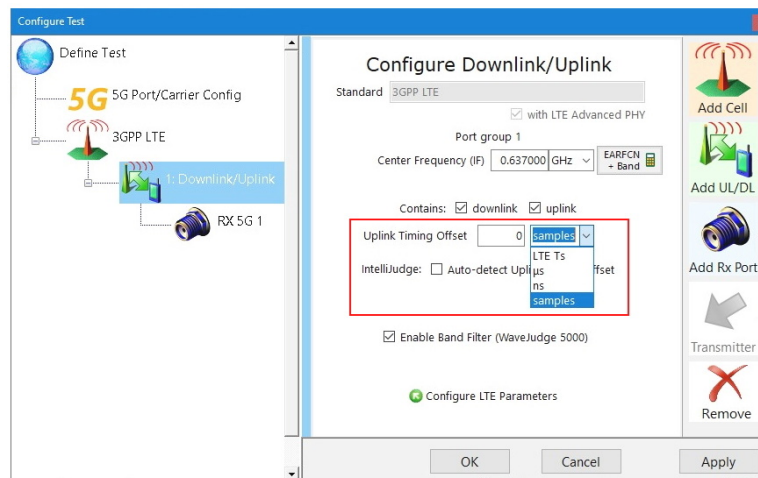 Configure Test
Define Test
5G 5G Port/Carrier Config
3GPP LTE
1: Downlink/Uplink
RX 5G 1
Configure Downlink/Uplink
Standard 3GPP LTE
with LTE Advanced PHY
Port group 1
Center Frequency (IF) 0.637000 GHz EARFCN
+ Band
Contains: downlink uplink
Uplink Timing Offset 0 samples
LTE Ts
IntelliJudge: Auto-detect
µs
ns
samples
Enable Band Filter (WaveJudge 5000)
Configure LTE Parameters
OK Cancel Apply
Add Cell
Add UL/DL
Add Rx Port
Transmitter
Remove